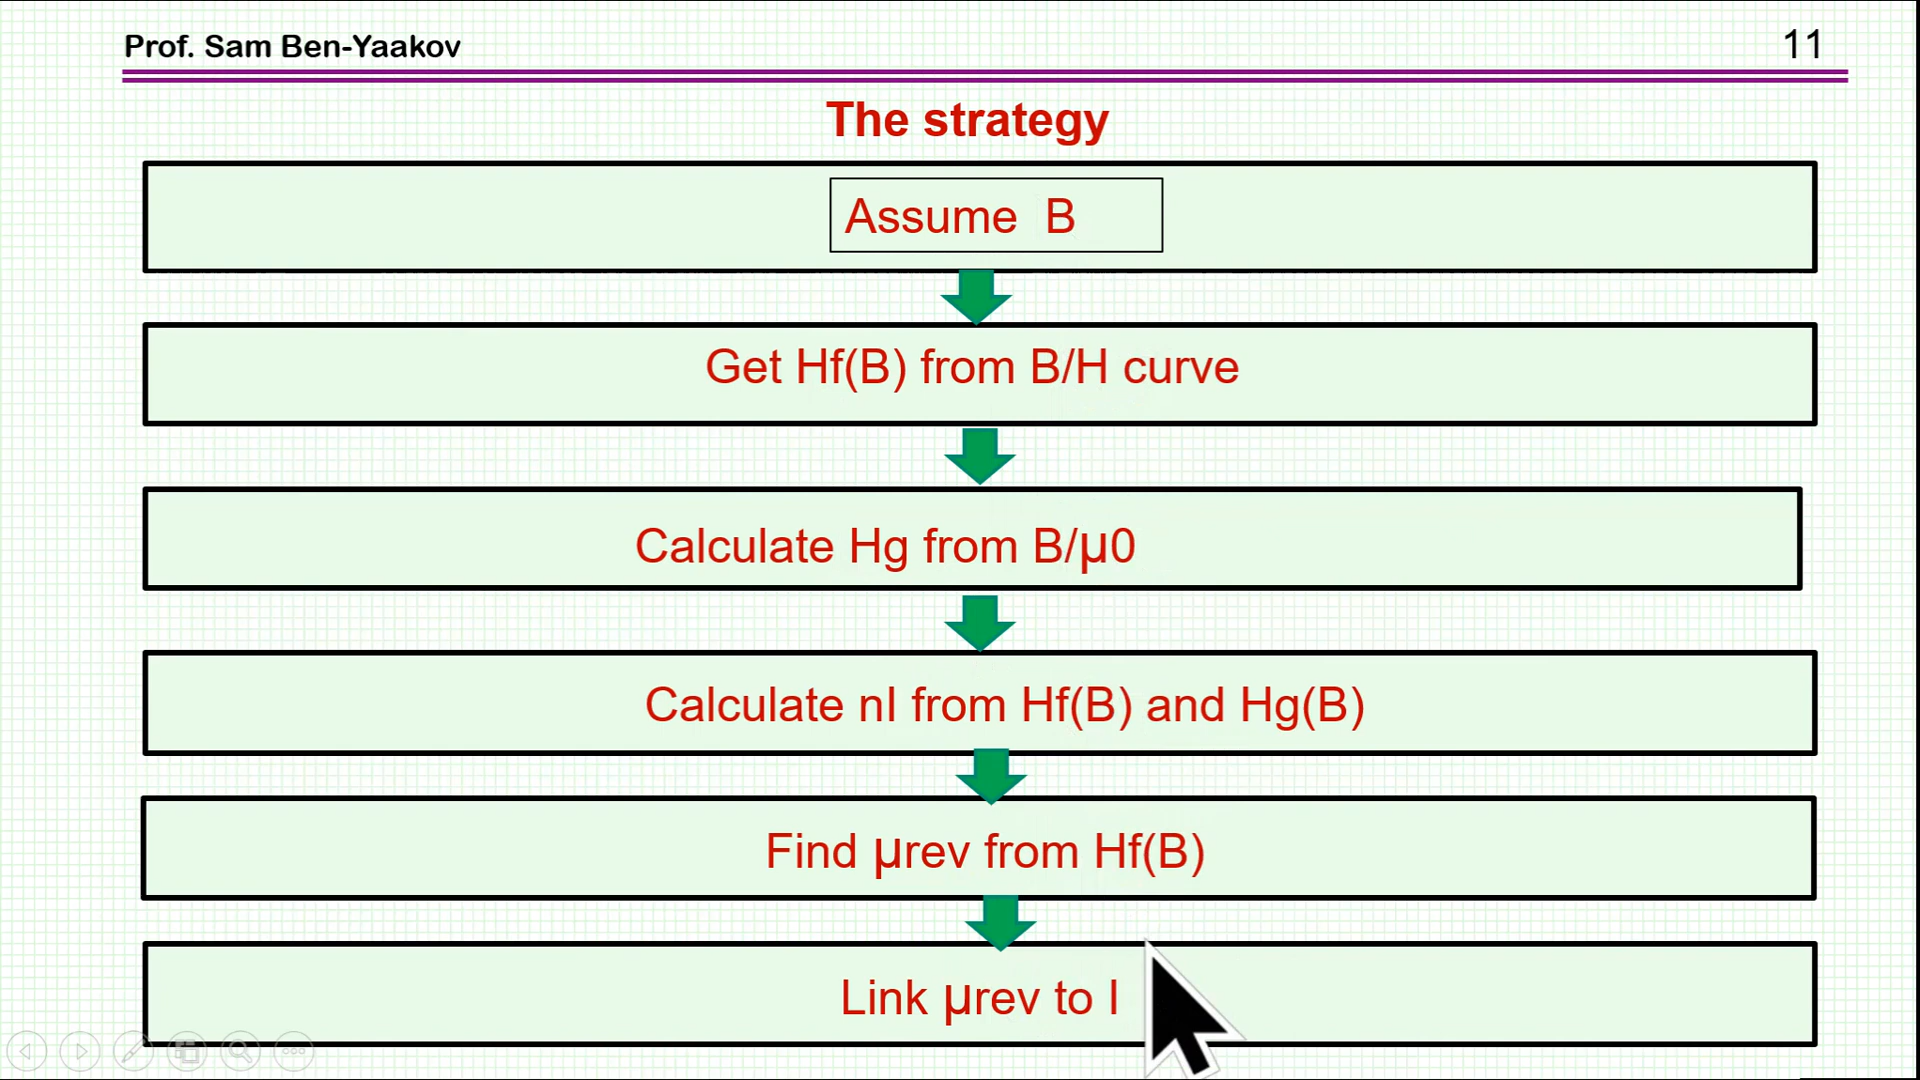 Prof. Sam Ben-Yaakov
11
The strategy
Assume B
Get Hf(B) from B/H curve
Calculate Hg from B/µ0
Calculate nI from Hf(B) and Hg(B)
Find µrev from Hf(B)
Link µrev to I